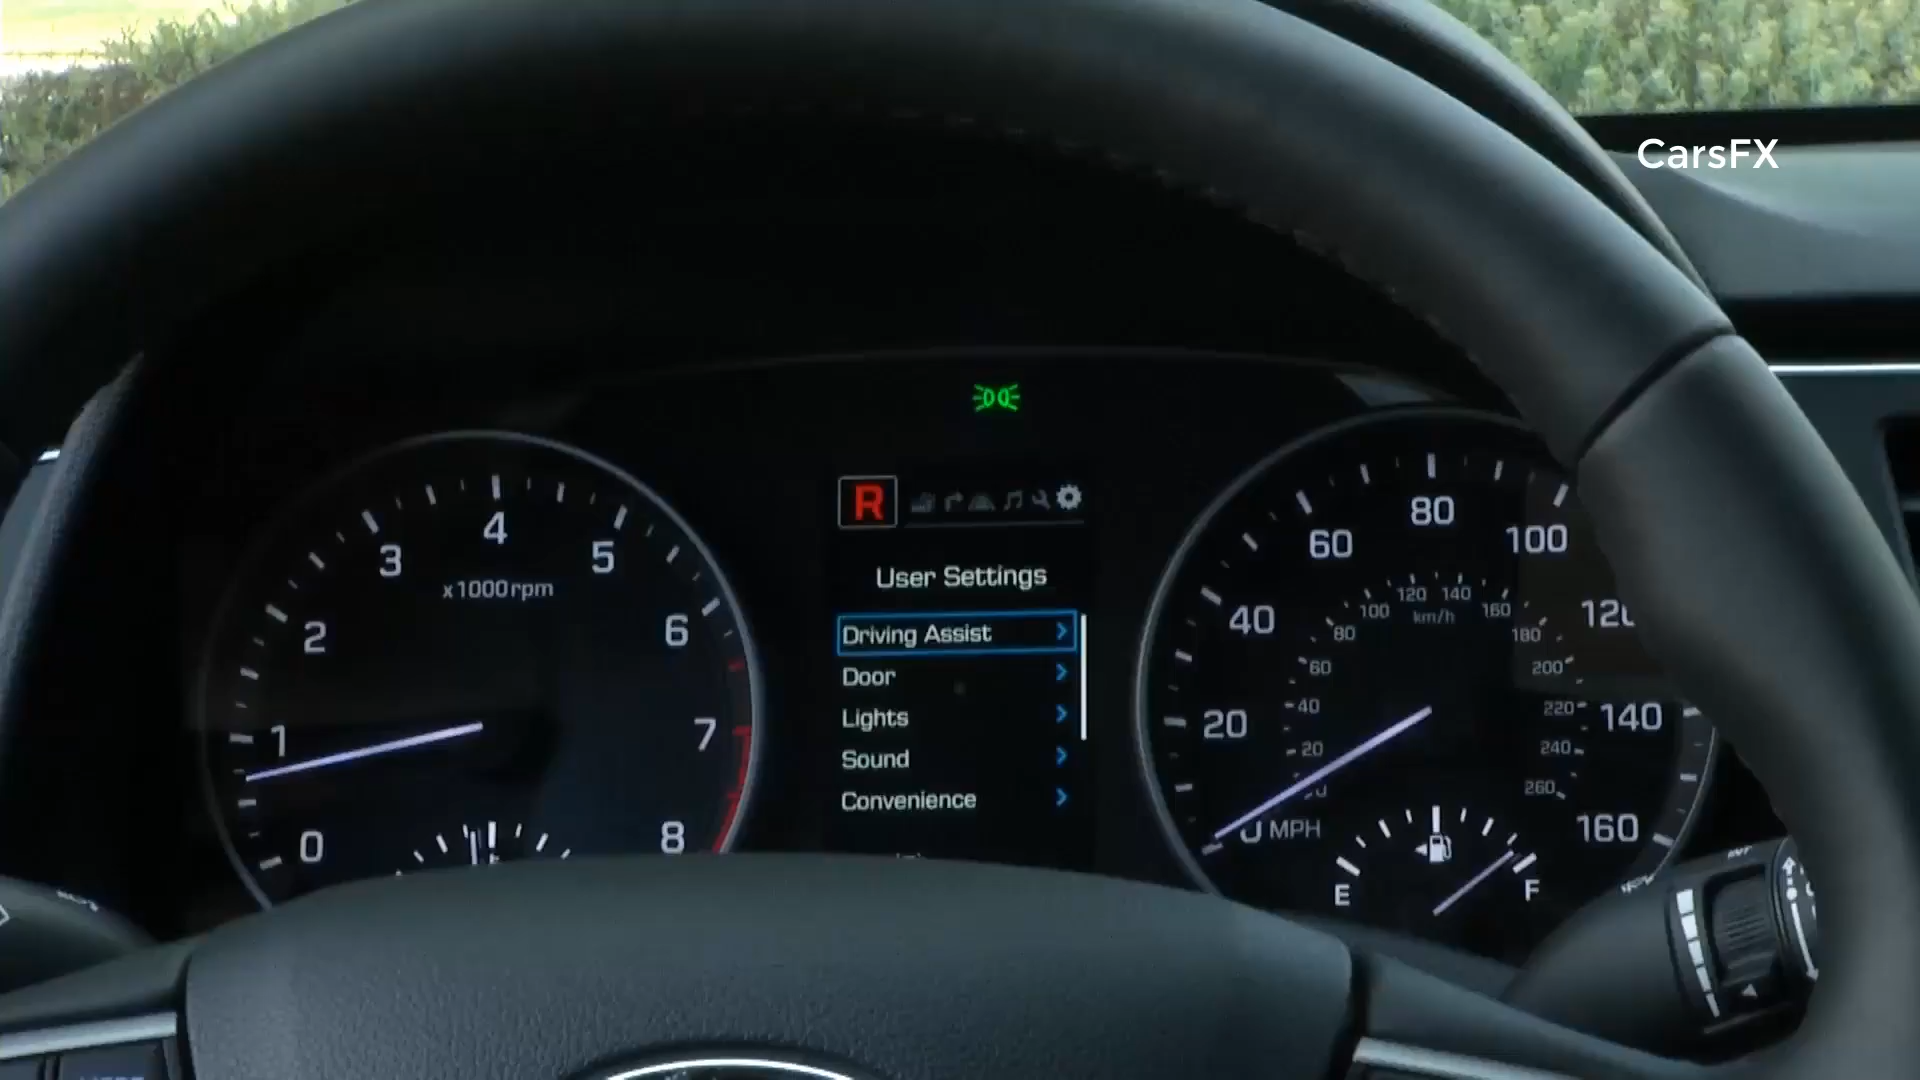 CarsFX
R
User Settings
Driving Assist
Door
Lights
Sound
Convenience
0
1
2
3
4
5
6
7
8
x1000rpm
20
40
60
80
100
140
160
MPH
20
40
60
80
100
120
140
160
180
200
220
240
260
km/h
E
F